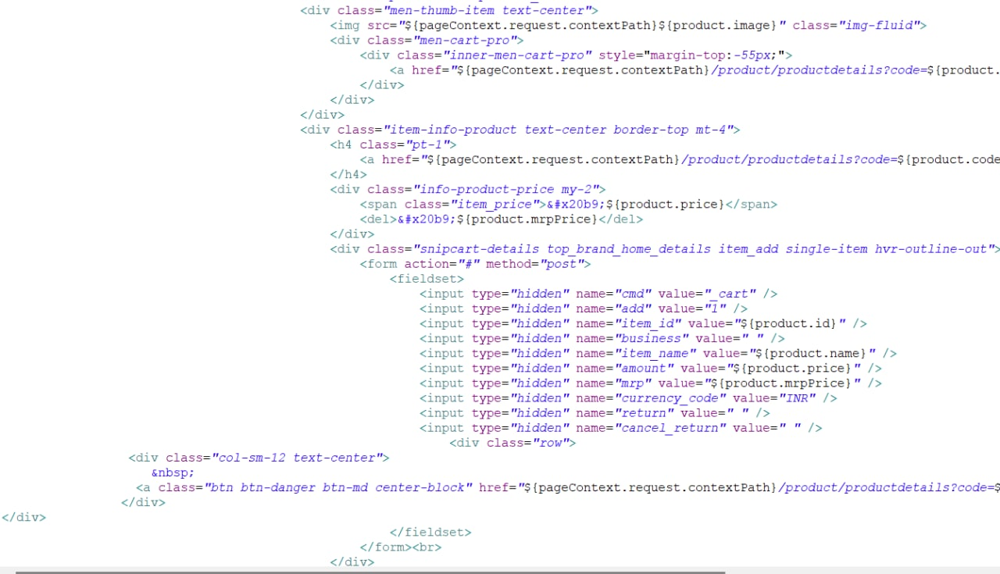 <div class="men-thumb-item text-center">
<img src="${pageContext.request.contextPath}${product.image}" class="img-fluid">
<div class="men-cart-pro">
<div class="inner-men-cart-pro" style="margin-top:-55px;">
<a href="${pageContext.request.contextPath}/product/productdetails?code=${product.
</div>
</div>
</div>
<div class="item-info-product text-center border-top mt-4">
<h4 class="pt-1">
<a href="${pageContext.request.contextPath}/product/productdetails?code=${product.code
</h4>
<div class="info-product-price my-2">
<span class="item_price">&#x20b9;${product.price}</span>
<del>&#x20b9;${product.mrpPrice}</del>
</div>
<div class="snipcart-details top_brand_home_details item_add single-item hvr-outline-out">
<form action="#" method="post">
<fieldset>
<input type="hidden" name="cmd" value="_cart" />
<input type="hidden" name="add" value="1" />
<input type="hidden" name="item_id" value="${product.id}" />
<input type="hidden" name="business" value=" " />
<input type="hidden" name="item_name" value="${product.name}" />
<input type="hidden" name="amount" value="${product.price}" />
<input type="hidden" name="mrp" value="${product.mrpPrice}" />
<input type="hidden" name="currency_code" value="INR" />
<input type="hidden" name="return" value=" " />
<input type="hidden" name="cancel_return" value=" " />
<div class="row">
<div class="col-sm-12 text-center">
&nbsp;
<a class="btn btn-danger btn-md center-block" href="${pageContext.request.contextPath}/product/productdetails?code=$
</div>
</div>
</fieldset>
</form><br>
</div>